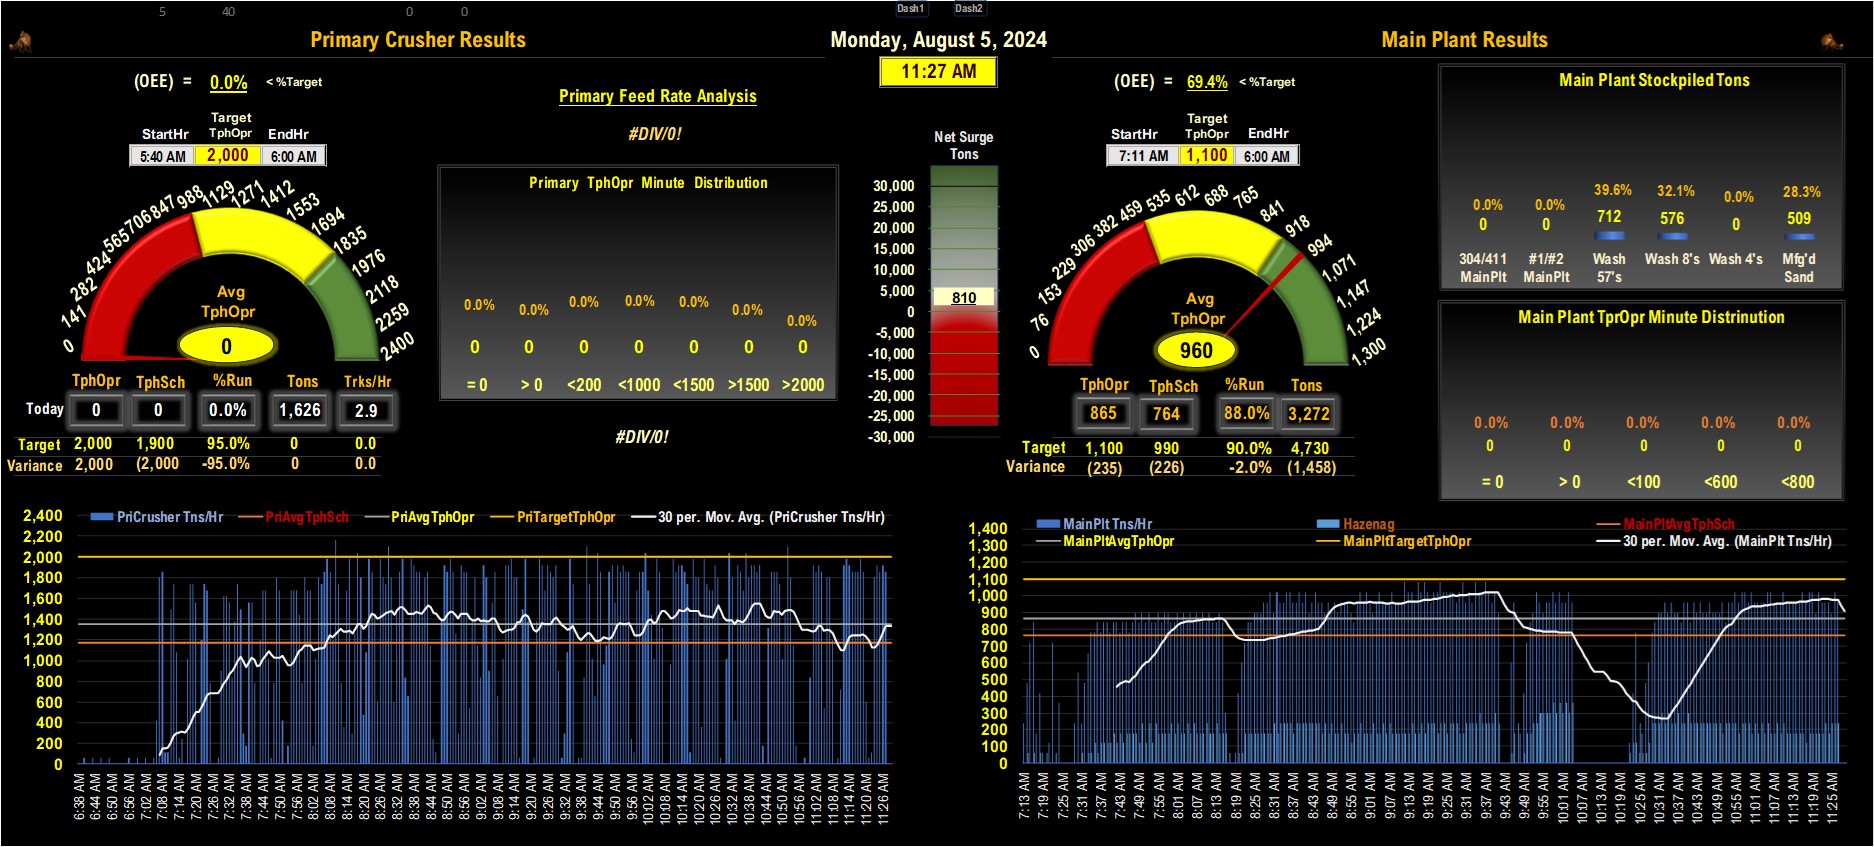 5 40 0 0 Dash1 Dash2
Primary Crusher Results
Monday, August 5, 2024
Main Plant Results
11:27 AM
(OEE) = 0.0% < %Target
Target
StartHr TphOpr EndHr
5:40 AM 2,000 6:00 AM
0 141 282 424 565 706 847 988 1129 1271 1412 1553 1694 1835 1976 2118 2259 2400
Avg
TphOpr
0
TphOpr TphSch %Run Tons Trks/Hr
Today 0 0 0.0% 1,626 2.9
Target 2,000 1,900 95.0% 0 0.0
Variance 2,000 (2,000 -95.0% 0 0.0
Primary Feed Rate Analysis
#DIV/0!
Primary TphOpr Minute Distribution
0.0% 0.0% 0.0% 0.0% 0.0% 0.0% 0.0%
0 0 0 0 0 0 0
= 0 > 0 <200 <1000 <1500 >1500 >2000
#DIV/0!
Net Surge
Tons
30,000
25,000
20,000
15,000
10,000
5,000
810
0
-5,000
-10,000
-15,000
-20,000
-25,000
-30,000
(OEE) = 69.4% < %Target
Target
StartHr TphOpr EndHr
7:11 AM 1,100 6:00 AM
0 76 153 229 306 382 459 535 612 688 765 841 918 994 1,071 1,147 1,224 1,300
Avg
TphOpr
960
TphOpr TphSch %Run Tons
865 764 88.0% 3,272
Target 1,100 990 90.0% 4,730
Variance (235) (226) -2.0% (1,458)
Main Plant Stockpiled Tons
0.0% 0.0% 39.6% 32.1% 0.0% 28.3%
0 0 712 576 0 509
304/411 #1/#2 Wash Wash 8's Wash 4's Mfg'd
MainPlt MainPlt 57's Sand
Main Plant TprOpr Minute Distrinution
0.0% 0.0% 0.0% 0.0% 0.0%
0 0 0 0 0
= 0 > 0 <100 <600 <800
PriCrusher Tns/Hr PriAvgTphSch PriAvgTphOpr PriTargetTphOpr 30 per. Mov. Avg. (PriCrusher Tns/Hr)
2,400
2,200
2,000
1,800
1,600
1,400
1,200
1,000
800
600
400
200
0
6:38 AM 6:44 AM 6:50 AM 6:56 AM 7:02 AM 7:08 AM 7:14 AM 7:20 AM 7:26 AM 7:32 AM 7:38 AM 7:44 AM 7:50 AM 7:56 AM 8:02 AM 8:08 AM 8:14 AM 8:20 AM 8:26 AM 8:32 AM 8:38 AM 8:44 AM 8:50 AM 8:56 AM 9:02 AM 9:08 AM 9:14 AM 9:20 AM 9:26 AM 9:32 AM 9:38 AM 9:44 AM 9:50 AM 9:56 AM 10:02 AM 10:08 AM 10:14 AM 10:20 AM 10:26 AM 10:32 AM 10:38 AM 10:44 AM 10:50 AM 10:56 AM 11:02 AM 11:08 AM 11:14 AM 11:20 AM 11:26 AM
MainPlt Tns/Hr Hazenag MainPltAvgTphSch
MainPltAvgTphOpr MainPltTargetTphOpr 30 per. Mov. Avg. (MainPlt Tns/Hr)
1,400
1,300
1,200
1,100
1,000
900
800
700
600
500
400
300
200
100
0
7:13 AM 7:19 AM 7:25 AM 7:31 AM 7:37 AM 7:43 AM 7:49 AM 7:55 AM 8:01 AM 8:07 AM 8:13 AM 8:19 AM 8:25 AM 8:31 AM 8:37 AM 8:43 AM 8:49 AM 8:55 AM 9:01 AM 9:07 AM 9:13 AM 9:19 AM 9:25 AM 9:31 AM 9:37 AM 9:43 AM 9:49 AM 9:55 AM 10:01 AM 10:07 AM 10:13 AM 10:19 AM 10:25 AM 10:31 AM 10:37 AM 10:43 AM 10:49 AM 10:55 AM 11:01 AM 11:07 AM 11:13 AM 11:19 AM 11:25 AM